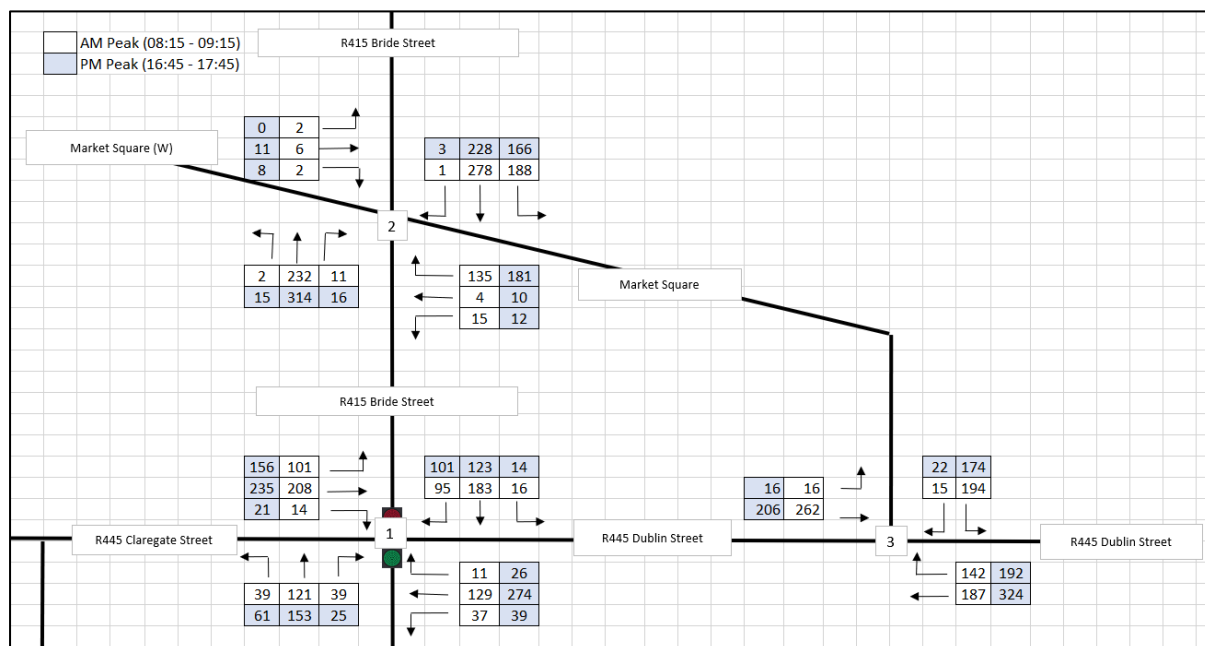 AM Peak (08:15 - 09:15)
PM Peak (16:45 - 17:45)
R415 Bride Street
Market Square (W)
0 2
11 6
8 2
3 228 166
1 278 188
2
2 232 11
15 314 16
135 181
4 10
15 12
Market Square
R415 Bride Street
156 101
235 208
21 14
101 123 14
95 183 16
16 16
206 262
22 174
15 194
R445 Claregate Street
1
R445 Dublin Street
3
R445 Dublin Street
39 121 39
61 153 25
11 26
129 274
37 39
142 192
187 324